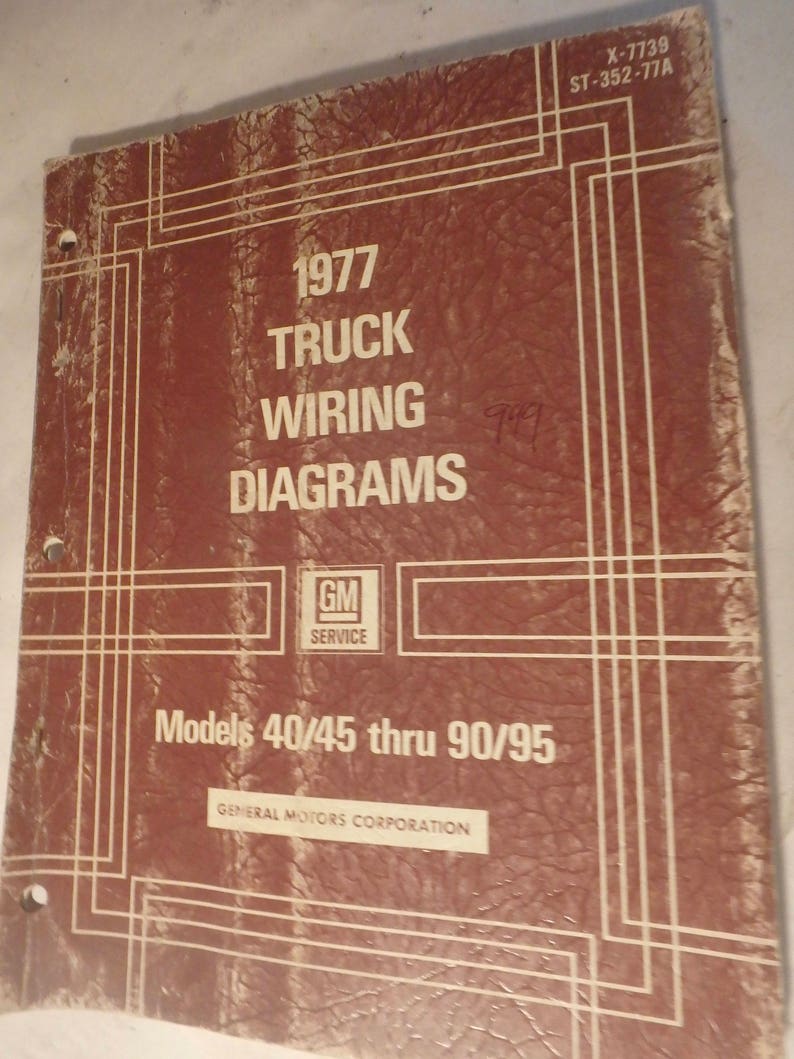 X-7739
ST-352-77A
1977
TRUCK
WIRING
DIAGRAMS
999
GM
SERVICE
Models 40/45 thru 90/95
GENERAL MOTORS CORPORATION